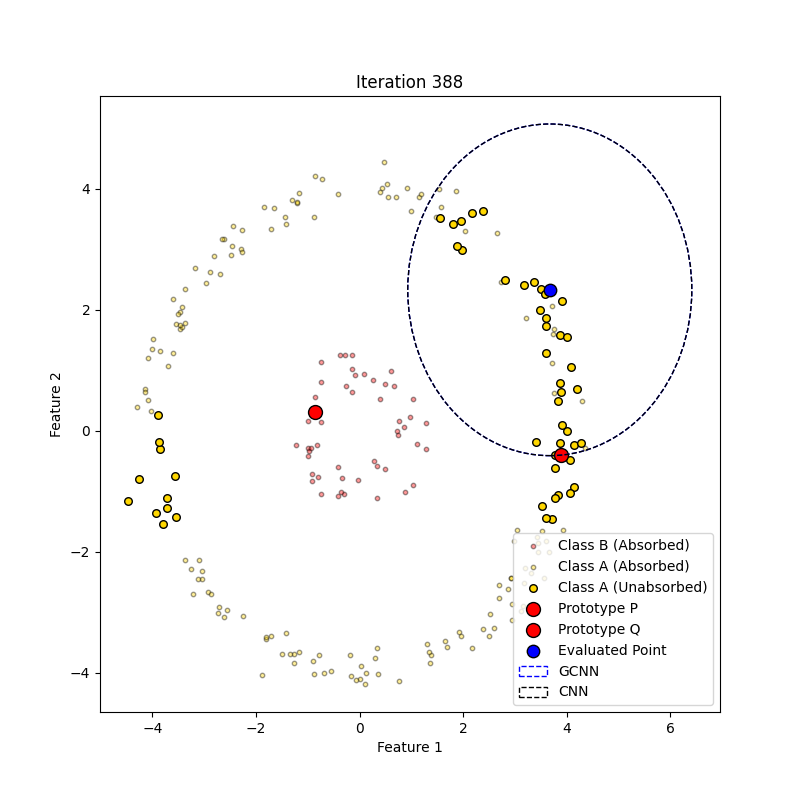 Iteration 388
Feature 2
4
2
0
−2
−4
Class B (Absorbed)
Class A (Absorbed)
Class A (Unabsorbed)
Prototype P
Prototype Q
Evaluated Point
GCNN
CNN
−4 −2 0 2 4 6
Feature 1